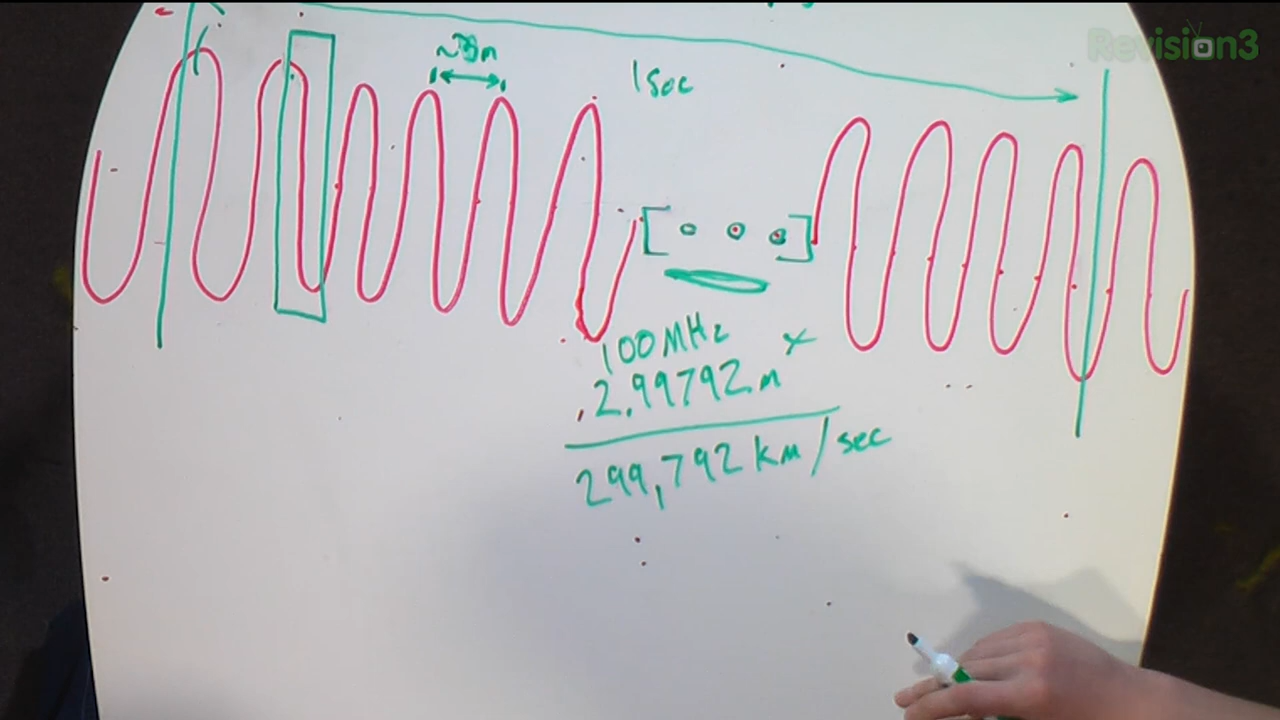 Revision3
~3m
1sec
[ ● ● ● ]
100MHz x
2.99792m
299,792 km/sec